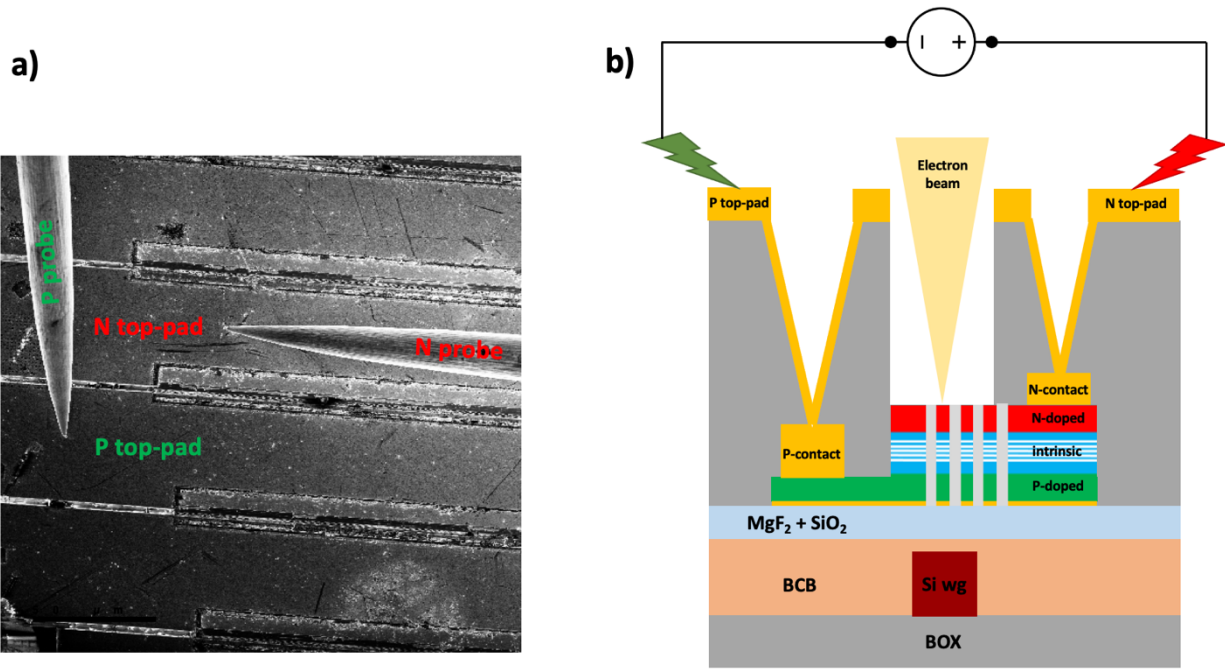 a)
P probe
N top-pad
N probe
P top-pad
b)
I +
Electron
beam
P top-pad
N top-pad
N-contact
N-doped
P-contact
intrinsic
P-doped
MgF₂ + SiO₂
BCB
Si wg
BOX